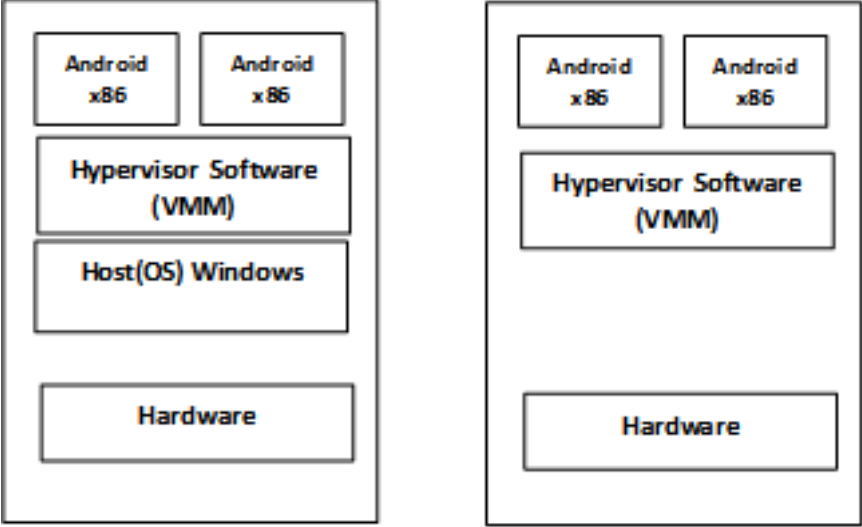 Android
x86
Android
x86
Hypervisor Software
(VMM)
Host(OS) Windows
Hardware
Android
x86
Android
x86
Hypervisor Software
(VMM)
Hardware